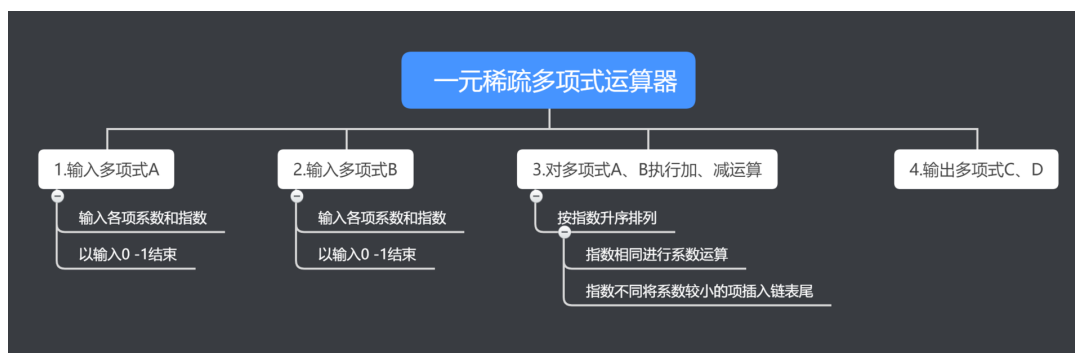 一元稀疏多项式运算器
1.输入多项式A
2.输入多项式B
3.对多项式A、B执行加、减运算
4.输出多项式C、D
输入各项系数和指数
输入各项系数和指数
按指数升序排列
以输入0 -1结束
以输入0 -1结束
指数相同进行系数运算
指数不同将系数较小的项插入链表尾